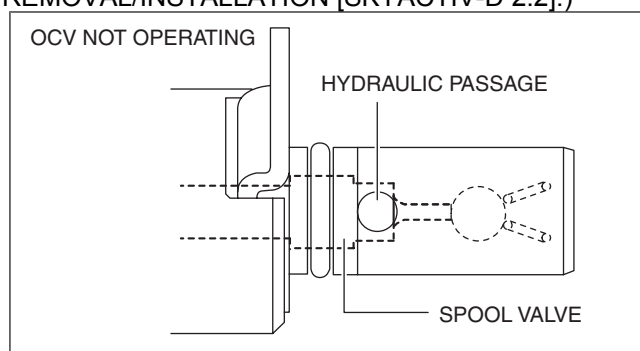 REMOVAL/INSTALLATION [SKYACTIV-D 2.2].)
OCV NOT OPERATING
HYDRAULIC PASSAGE
SPOOL VALVE